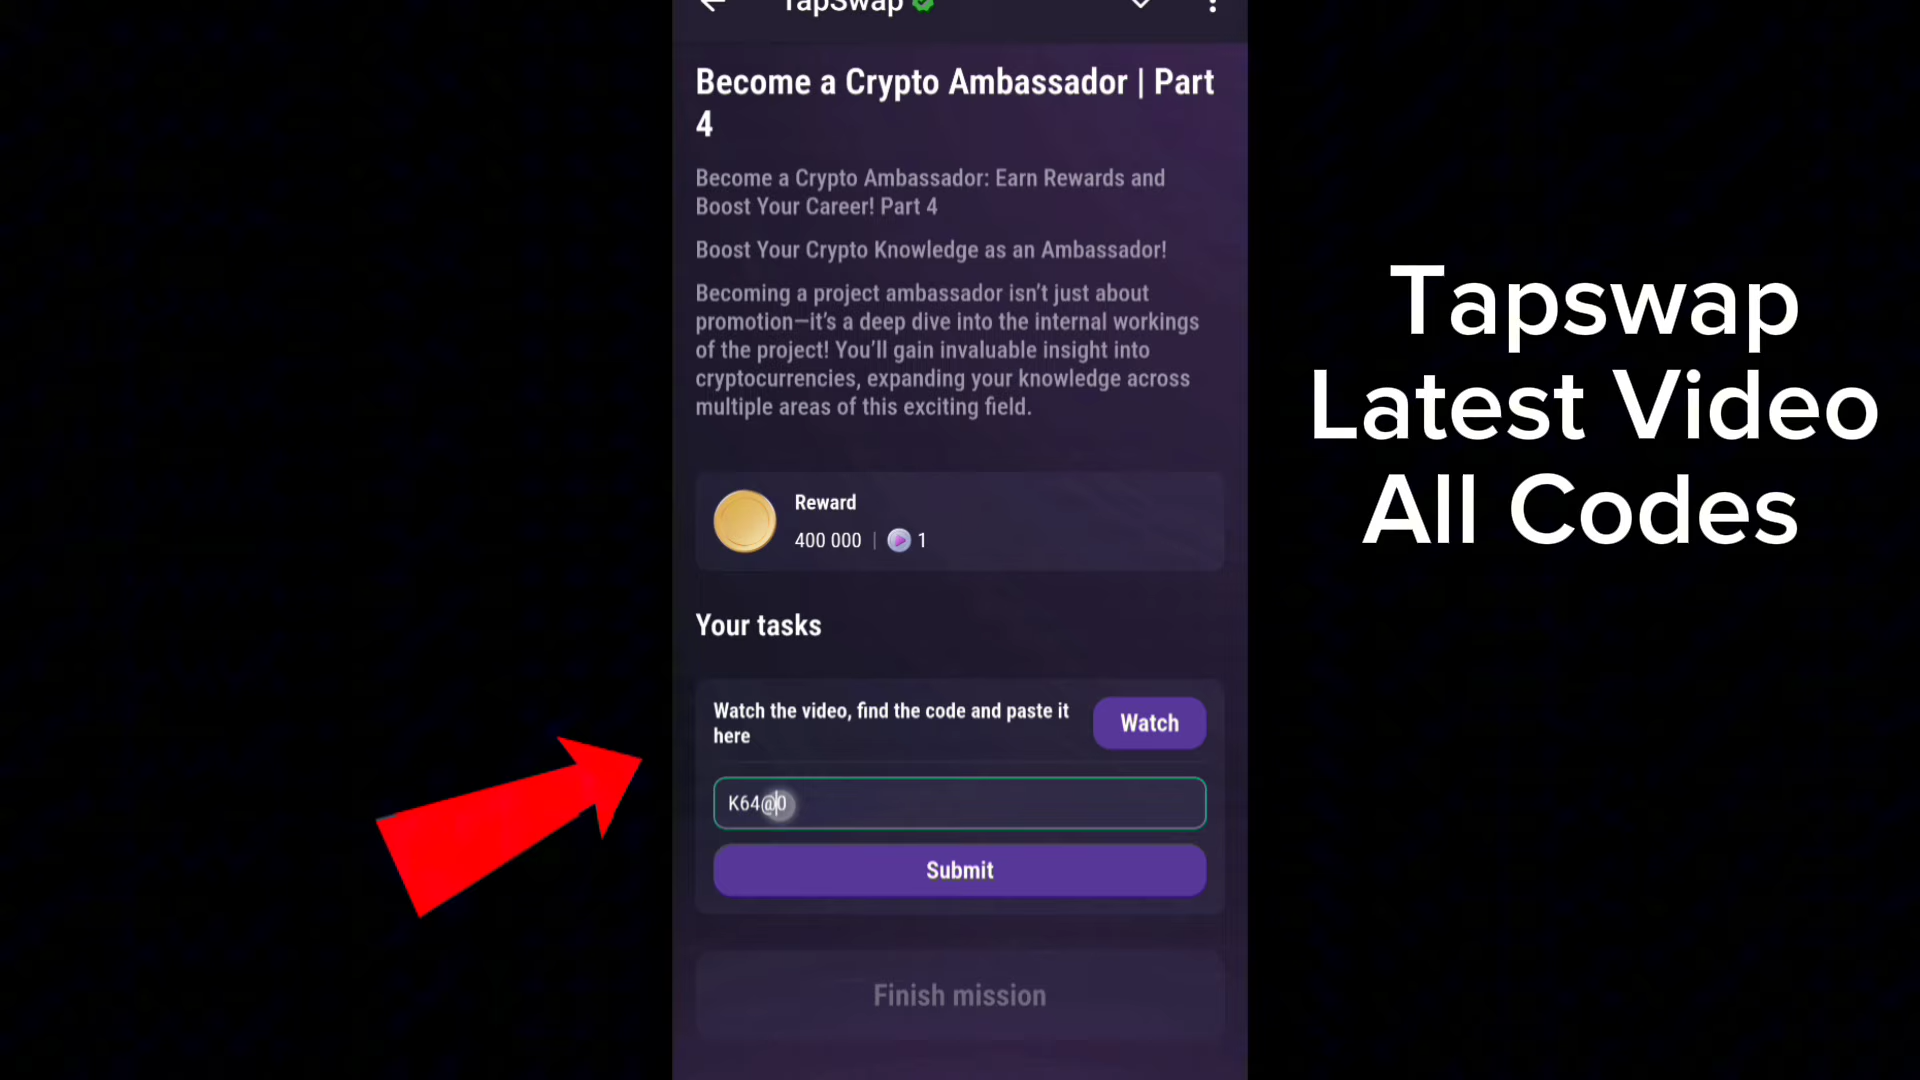 TapSwap
Become a Crypto Ambassador | Part
4
Become a Crypto Ambassador: Earn Rewards and
Boost Your Career! Part 4
Boost Your Crypto Knowledge as an Ambassador!
Becoming a project ambassador isn’t just about
promotion—it’s a deep dive into the internal workings
of the project! You’ll gain invaluable insight into
cryptocurrencies, expanding your knowledge across
multiple areas of this exciting field.
Reward
400 000 | 1
Your tasks
Watch the video, find the code and paste it
here
Watch
K64@0
Submit
Finish mission
Tapswap
Latest Video
All Codes